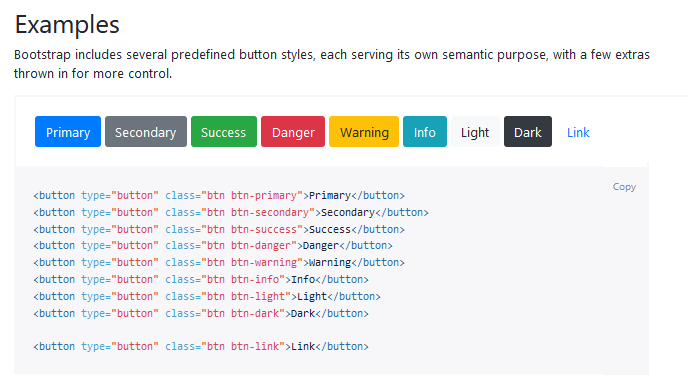 Examples
Bootstrap includes several predefined button styles, each serving its own semantic purpose, with a few extras
thrown in for more control.
Primary Secondary Success Danger Warning Info Light Dark Link
Copy
<button type="button" class="btn btn-primary">Primary</button>
<button type="button" class="btn btn-secondary">Secondary</button>
<button type="button" class="btn btn-success">Success</button>
<button type="button" class="btn btn-danger">Danger</button>
<button type="button" class="btn btn-warning">Warning</button>
<button type="button" class="btn btn-info">Info</button>
<button type="button" class="btn btn-light">Light</button>
<button type="button" class="btn btn-dark">Dark</button>
<button type="button" class="btn btn-link">Link</button>